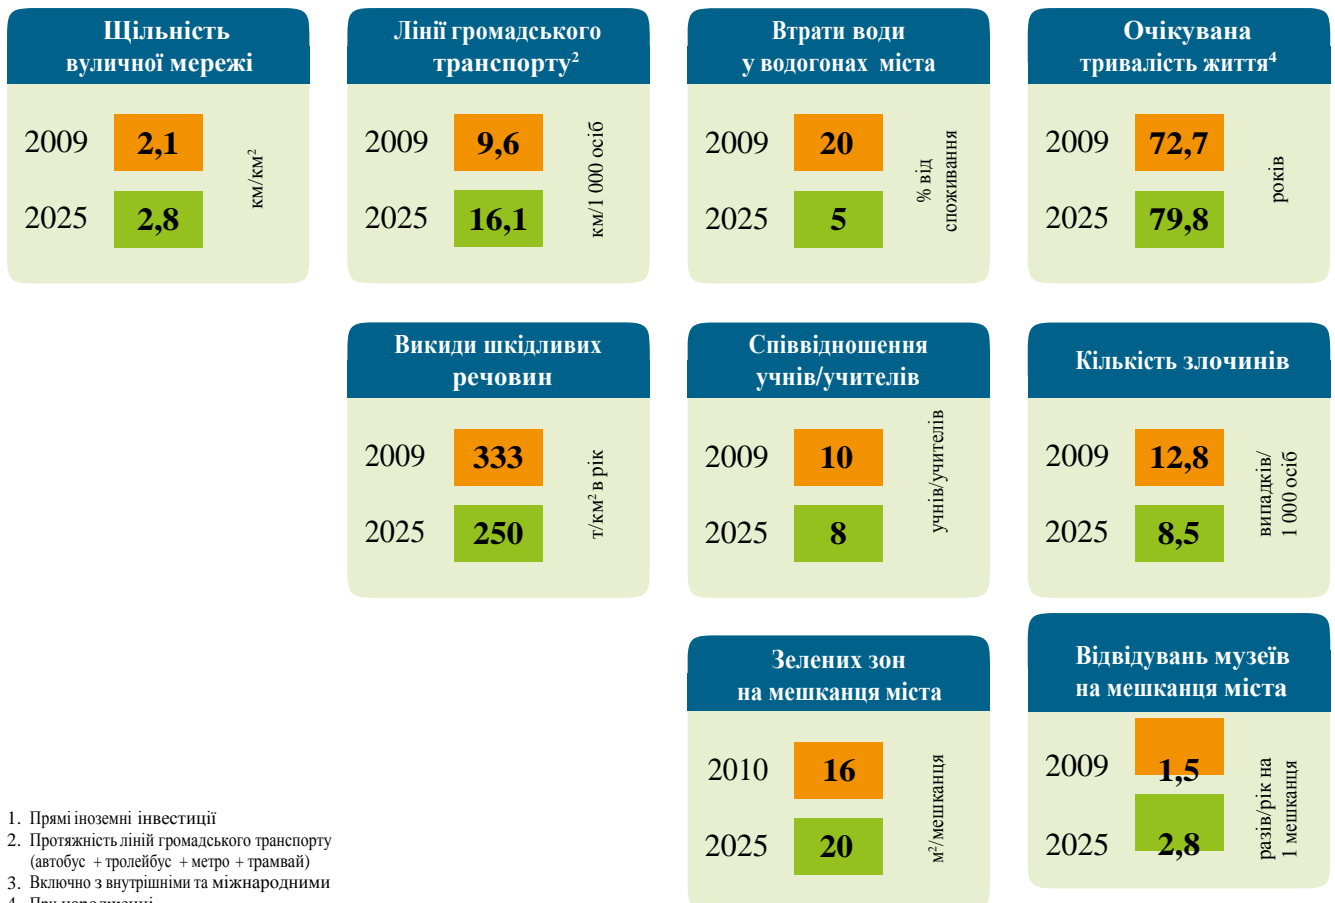 Щільність
вуличної мережі
2009 2,1
2025 2,8
км/км²
Лінії громадського
транспорту²
2009 9,6
2025 16,1
км/1 000 осіб
Втрати води
у водогонах міста
2009 20
2025 5
% від
споживання
Очікувана
тривалість життя⁴
2009 72,7
2025 79,8
років
Викиди шкідливих
речовин
2009 333
2025 250
т/км² в рік
Співвідношення
учнів/учителів
2009 10
2025 8
учнів/учителів
Кількість злочинів
2009 12,8
2025 8,5
випадків/
1 000 осіб
Зелених зон
на мешканця міста
2010 16
2025 20
м²/мешканця
Відвідувань музеїв
на мешканця міста
2009 1,5
2025 2,8
разів/рік на
1 мешканця
1. Прямі іноземні інвестиції
2. Протяжність ліній громадського транспорту
(автобус + тролейбус + метро + трамвай)
3. Включно з внутрішніми та міжнародними
4. При народженні